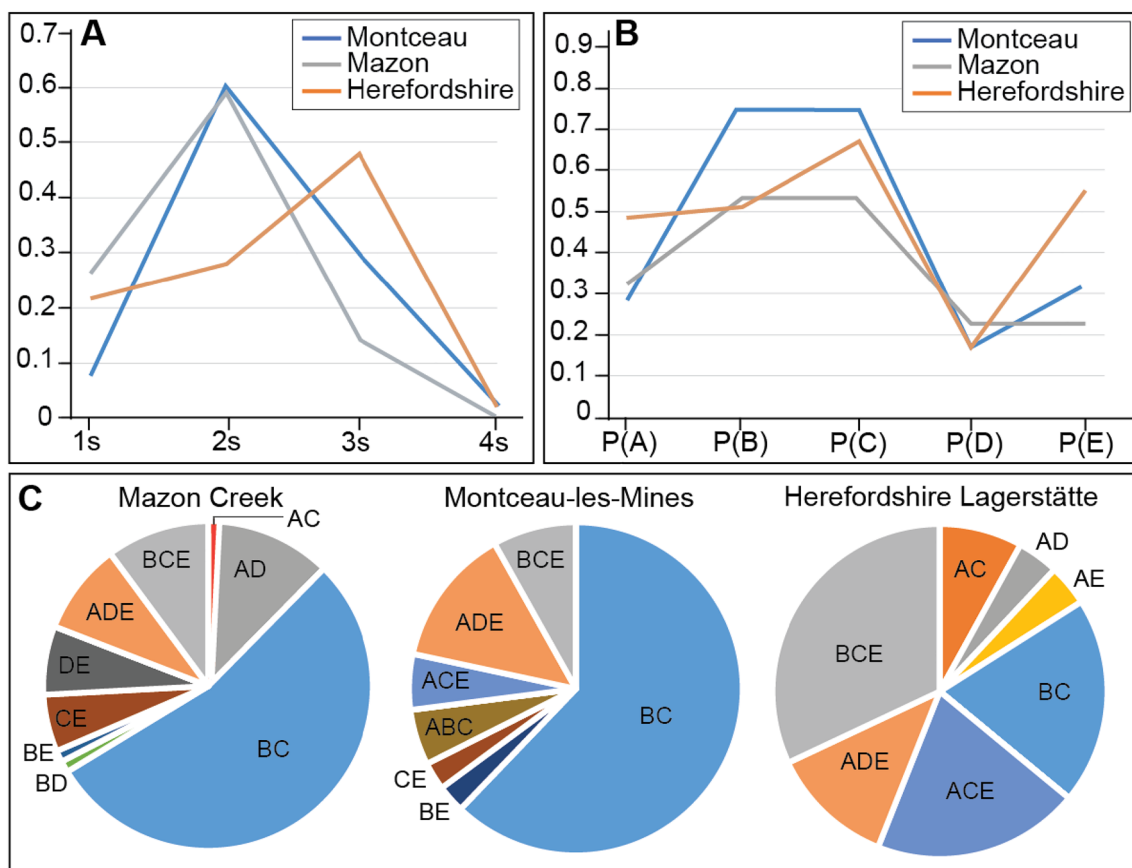 A
0.7
0.6
0.5
0.4
0.3
0.2
0.1
0
1s 2s 3s 4s
Montceau
Mazon
Herefordshire
B
0.9
0.8
0.7
0.6
0.5
0.4
0.3
0.2
0.1
0
P(A) P(B) P(C) P(D) P(E)
Montceau
Mazon
Herefordshire
C
Mazon Creek
AC
AD
BC
BD
BE
CE
DE
ADE
BCE
Montceau-les-Mines
BC
BE
CE
ABC
ACE
ADE
BCE
Herefordshire Lagerstätte
AC
AD
AE
BC
ACE
ADE
BCE